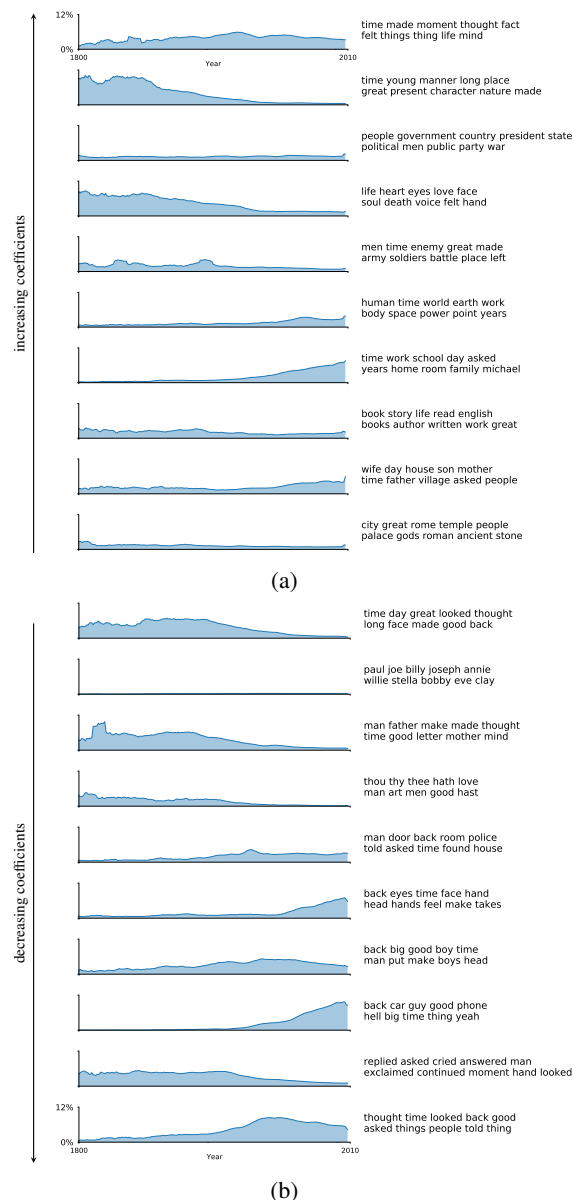 12%
0%
1800
2010
Year
time made moment thought fact
felt things thing life mind
time young manner long place
great present character nature made
people government country president state
political men public party war
life heart eyes love face
soul death voice felt hand
men time enemy great made
army soldiers battle place left
human time world earth work
body space power point years
time work school day asked
years home room family michael
book story life read english
books author written work great
wife day house son mother
time father village asked people
city great rome temple people
palace gods roman ancient stone
increasing coefficients
(a)
time day great looked thought
long face made good back
paul joe billy joseph annie
willie stella bobby eve clay
man father make made thought
time good letter mother mind
thou thy thee hath love
man art men good hast
man door back room police
told asked time found house
back eyes time face hand
head hands feel make takes
back big good boy time
man put make boys head
back car guy good phone
hell big time thing yeah
replied asked cried answered man
exclaimed continued moment hand looked
thought time looked back good
asked things people told thing
12%
0%
1800
2010
Year
decreasing coefficients
(b)